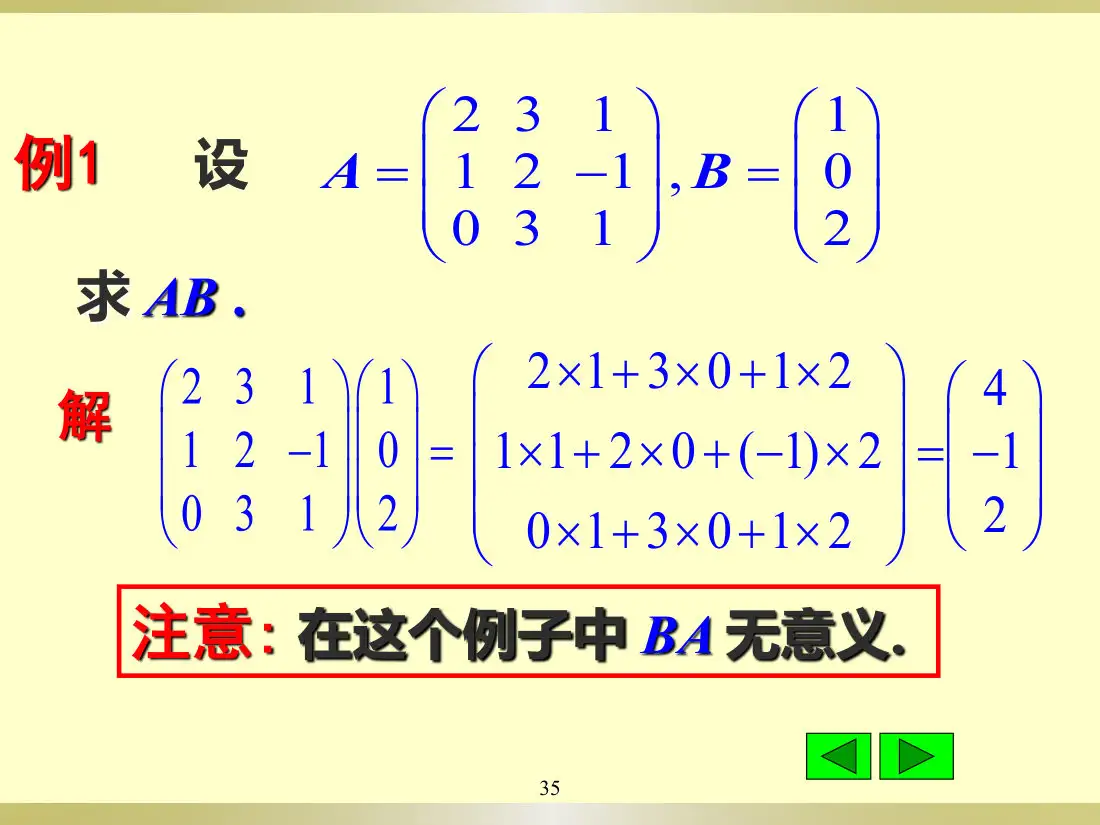 例1 设 A = ( 2 3 1 ; 1 2 −1 ; 0 3 1 ) , B = ( 1 ; 0 ; 2 )
求 AB .
解 ( 2 3 1 ; 1 2 −1 ; 0 3 1 ) ( 1 ; 0 ; 2 ) = ( 2×1+3×0+1×2 ; 1×1+2×0+(−1)×2 ; 0×1+3×0+1×2 ) = ( 4 ; −1 ; 2 )
注意: 在这个例子中 BA 无意义.
35